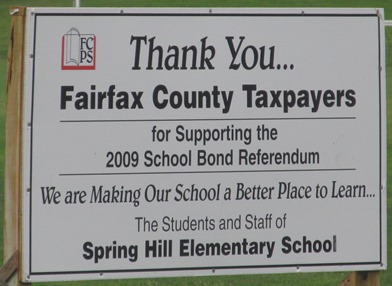 FC
PS
Thank You...
Fairfax County Taxpayers
for Supporting the
2009 School Bond Referendum
We are Making Our School a Better Place to Learn...
The Students and Staff of
Spring Hill Elementary School